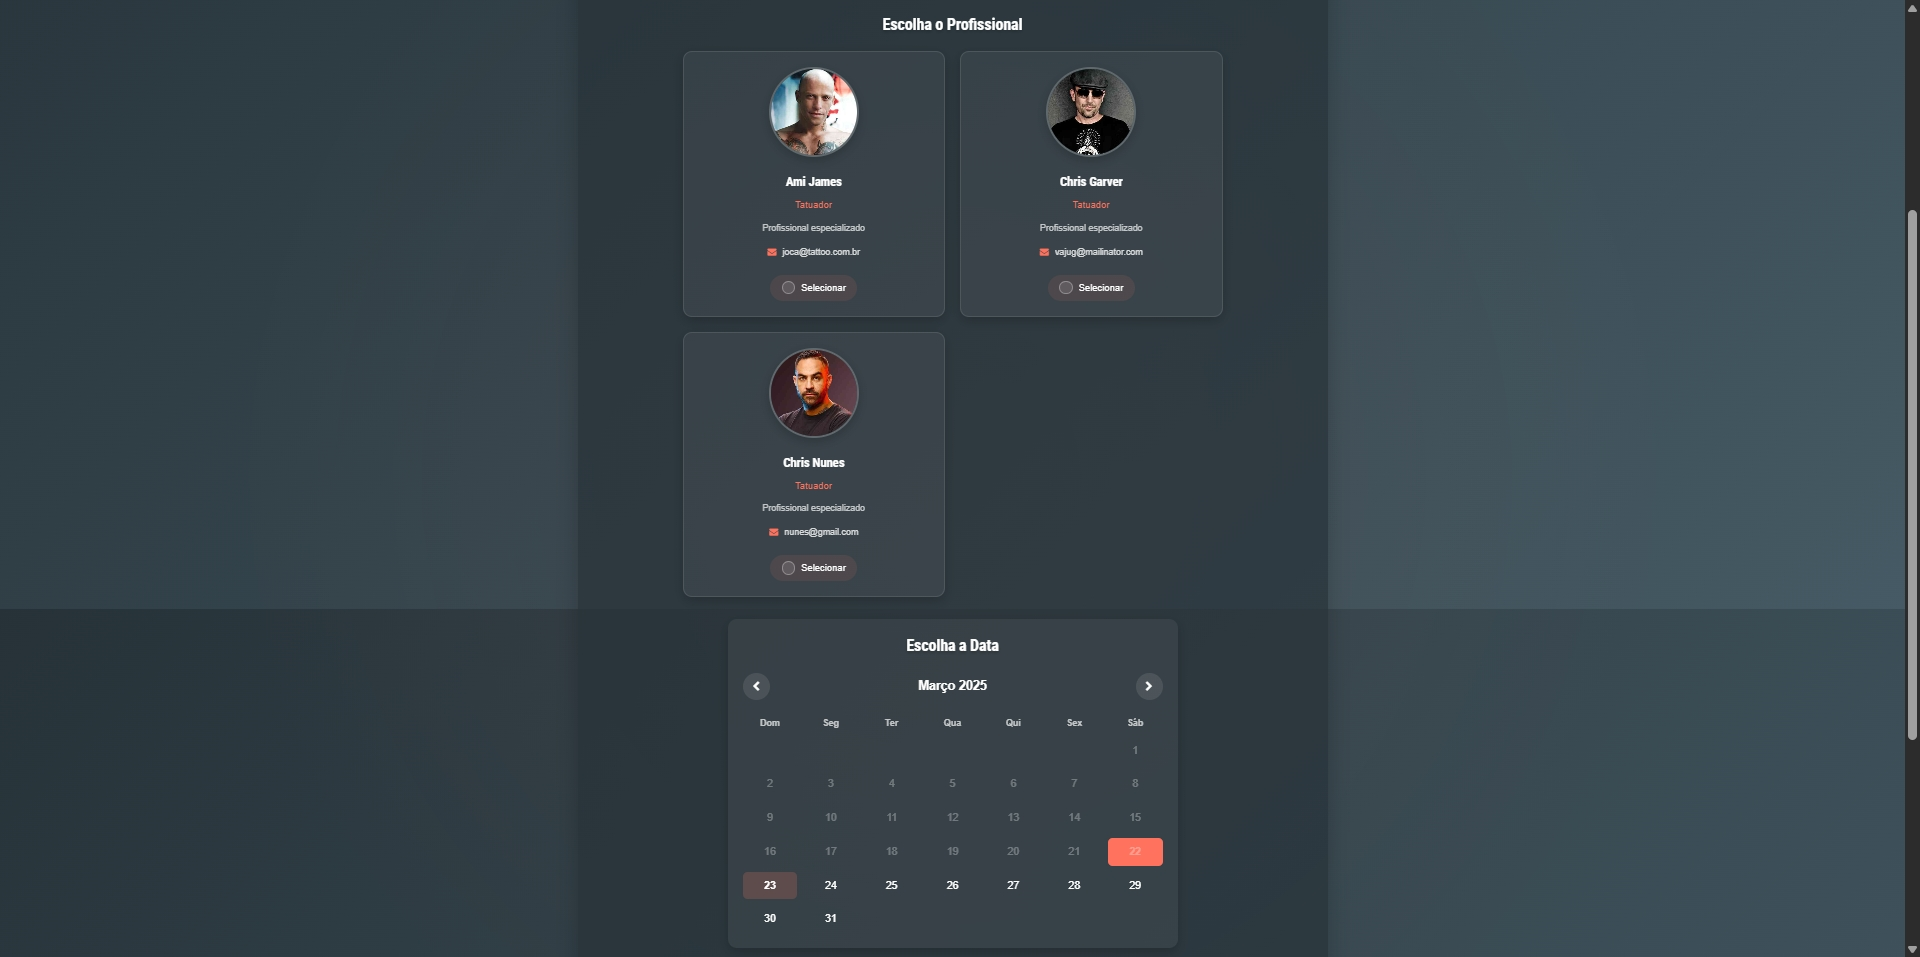 Escolha o Profissional
Ami James
Tatuador
Profissional especializado
joca@tattoo.com.br
Selecionar
Chris Garver
Tatuador
Profissional especializado
vajug@mailinator.com
Selecionar
Chris Nunes
Tatuador
Profissional especializado
nunes@gmail.com
Selecionar
Escolha a Data
Março 2025
Dom Seg Ter Qua Qui Sex Sáb
1
2 3 4 5 6 7 8
9 10 11 12 13 14 15
16 17 18 19 20 21 22
23 24 25 26 27 28 29
30 31